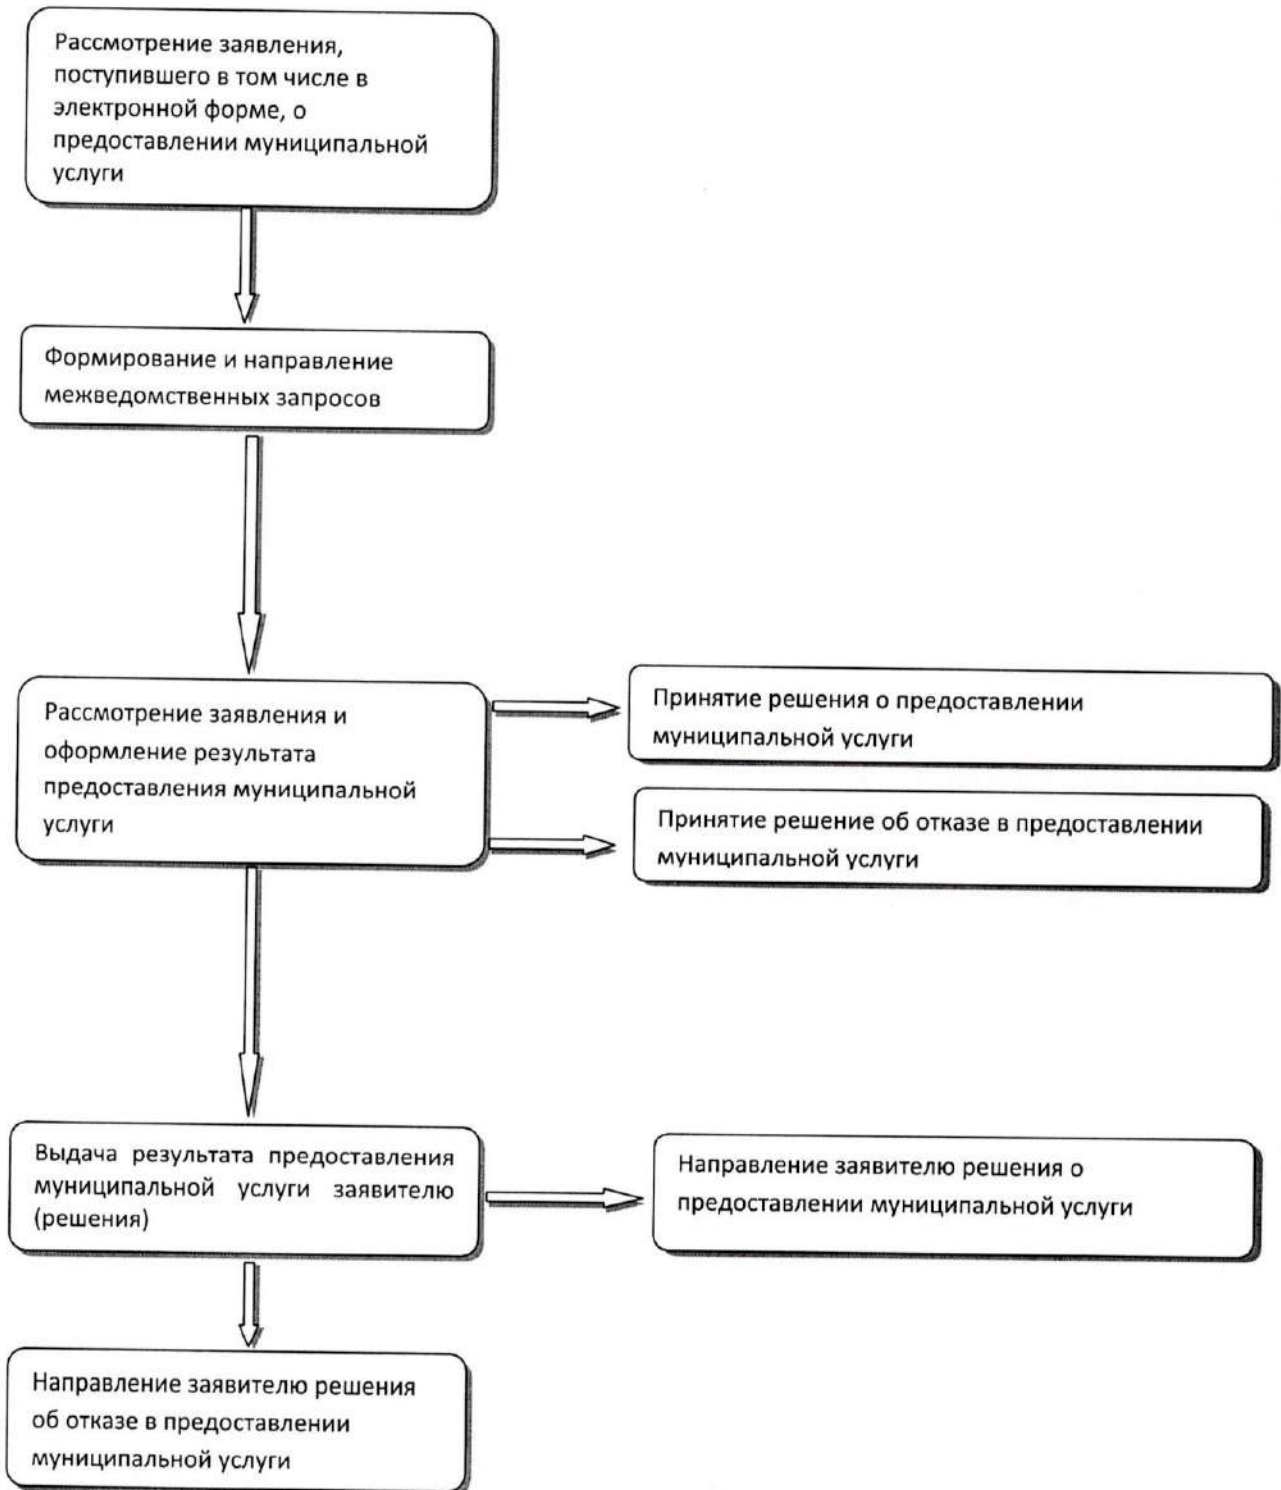 Рассмотрение заявления,
поступившего в том числе в
электронной форме, о
предоставлении муниципальной
услуги
Формирование и направление
межведомственных запросов
Рассмотрение заявления и
оформление результата
предоставления муниципальной
услуги
Принятие решения о предоставлении
муниципальной услуги
Принятие решение об отказе в предоставлении
муниципальной услуги
Выдача результата предоставления
муниципальной услуги заявителю
(решения)
Направление заявителю решения о
предоставлении муниципальной услуги
Направление заявителю решения
об отказе в предоставлении
муниципальной услуги